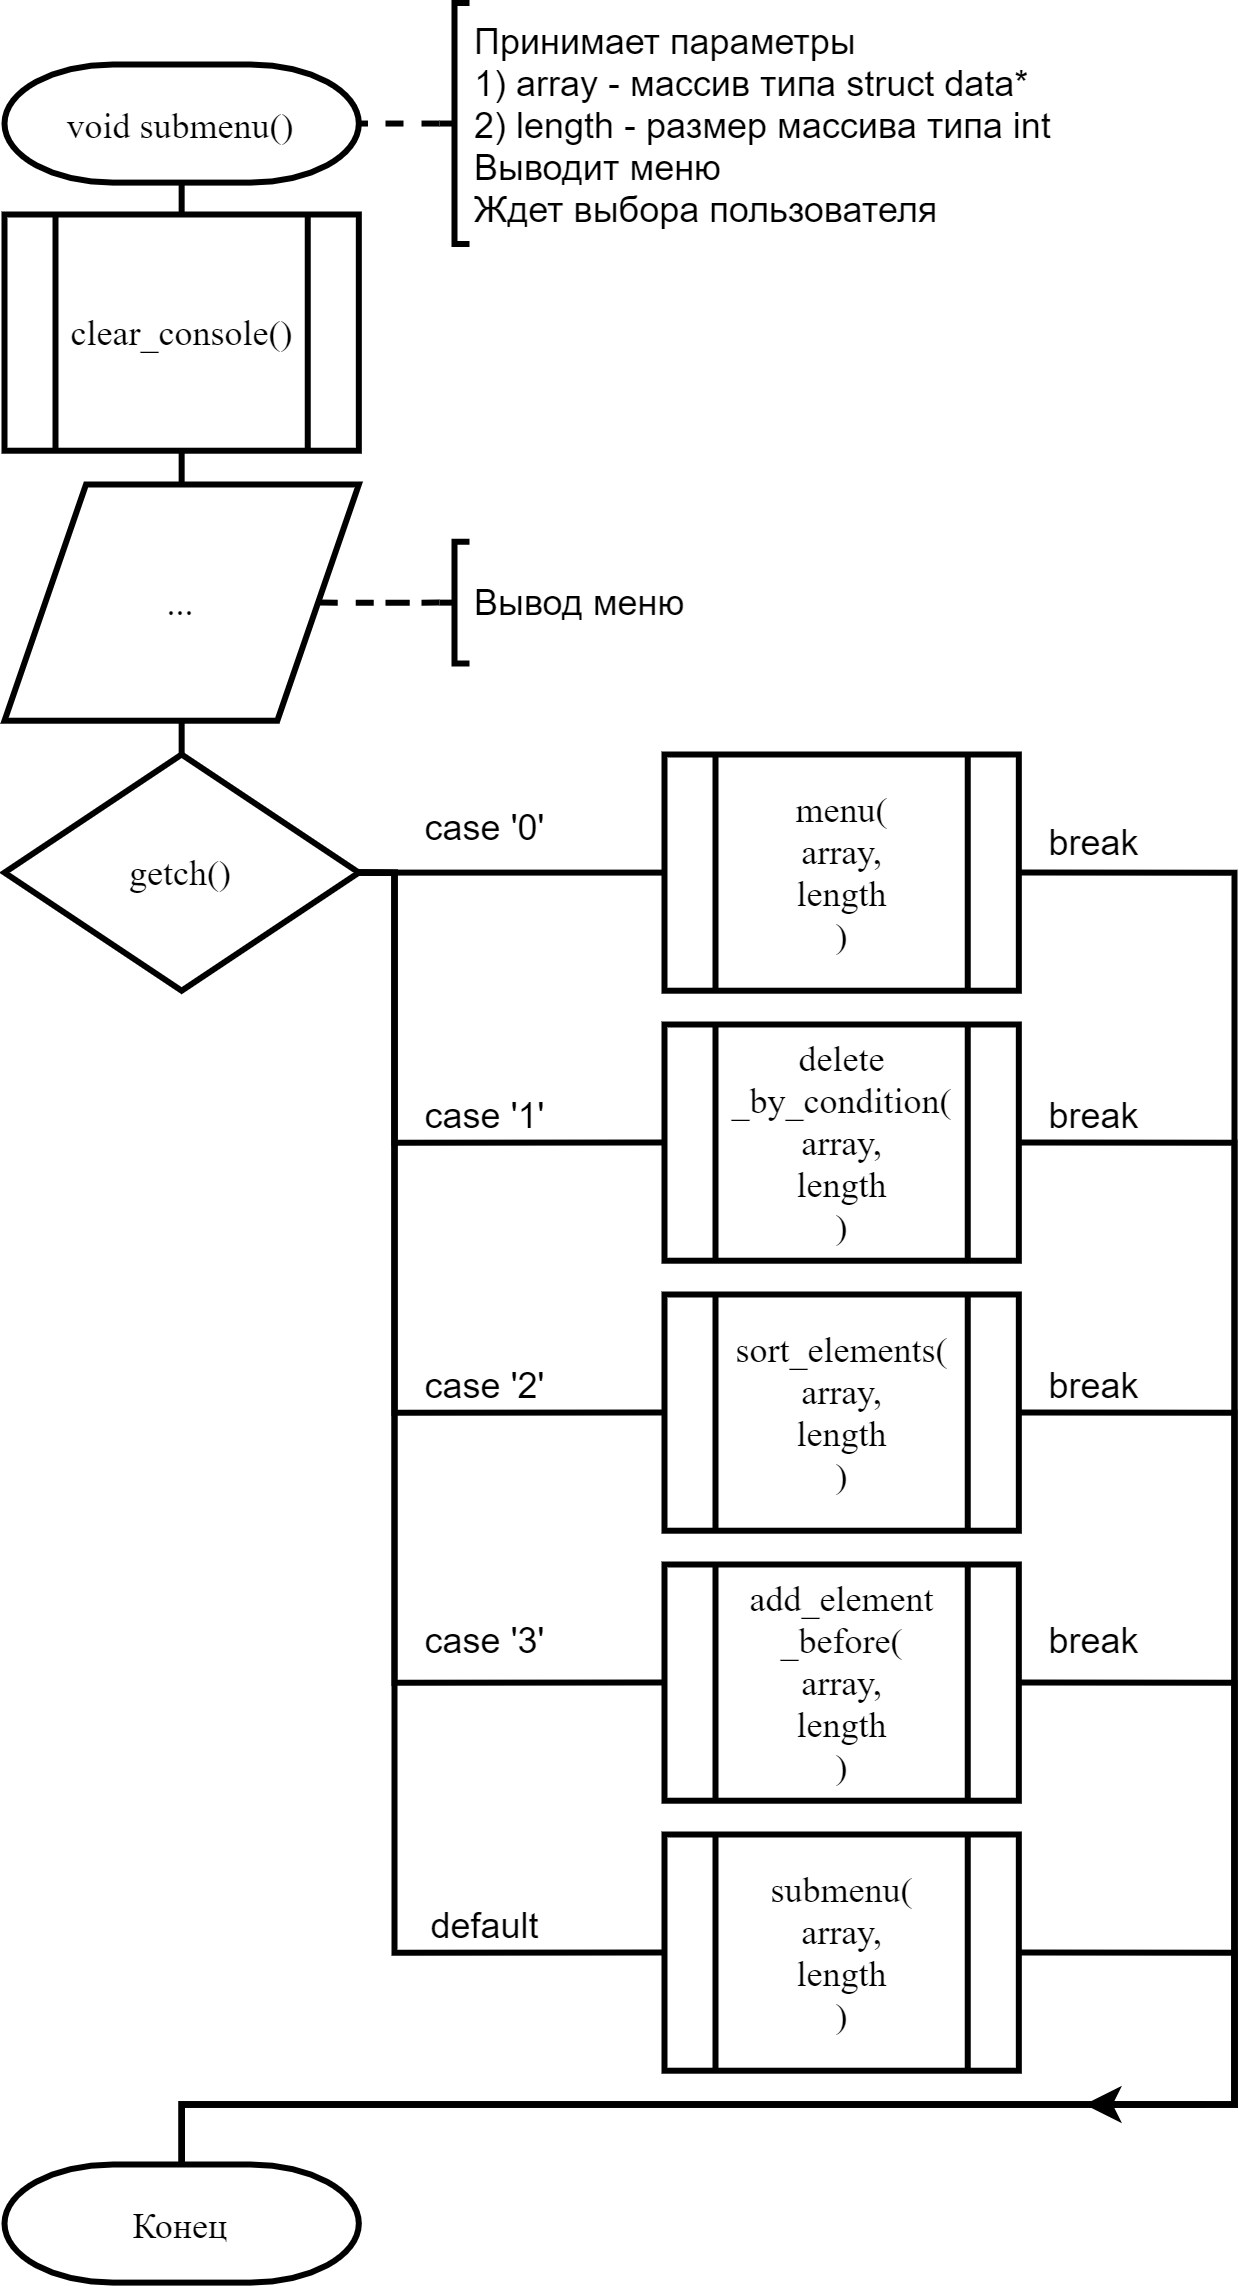 void submenu()
Принимает параметры
1) array - массив типа struct data*
2) length - размер массива типа int
Выводит меню
Ждет выбора пользователя
clear_console()
...
Вывод меню
getch()
case '0'
menu(
array,
length
)
break
case '1'
delete
_by_condition(
array,
length
)
break
case '2'
sort_elements(
array,
length
)
break
case '3'
add_element
_before(
array,
length
)
break
default
submenu(
array,
length
)
Конец